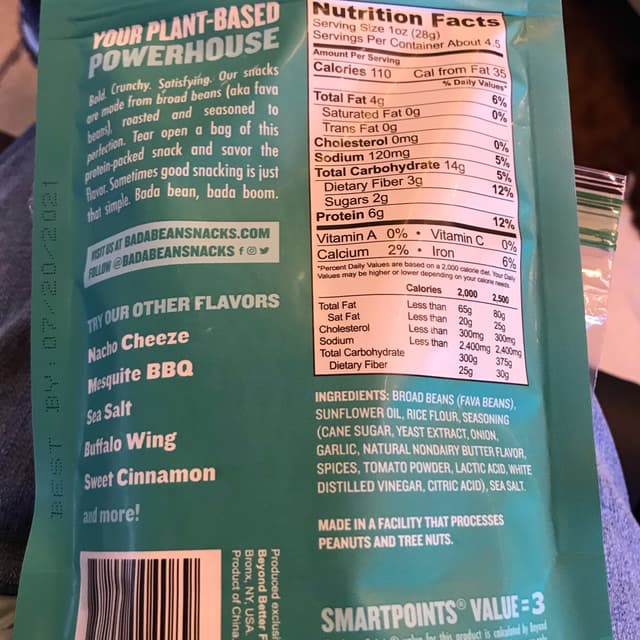 YOUR PLANT-BASED
POWERHOUSE
Bold. Crunchy. Satisfying. Our snacks
are made from broad beans (aka fava
beans), roasted and seasoned to
perfection. Tear open a bag of this
protein-packed snack and savor the
flavor. Sometimes good snacking is just
that simple. Bada bean, bada boom.
VISIT US AT BADABEANSNACKS.COM
FOLLOW @BADABEANSNACKS
TRY OUR OTHER FLAVORS
Nacho Cheeze
Mesquite BBQ
Sea Salt
Buffalo Wing
Sweet Cinnamon
and more!
BEST BY: 07/20/2021
Produced exclusi
Beyond Better F
Bronx, NY, USA
Product of China
Nutrition Facts
Serving Size 1oz (28g)
Servings Per Container About 4.5
Amount Per Serving
Calories 110 Cal from Fat 35
% Daily Values*
Total Fat 4g 6%
Saturated Fat 0g 0%
Trans Fat 0g
Cholesterol 0mg 0%
Sodium 120mg 5%
Total Carbohydrate 14g 5%
Dietary Fiber 3g 12%
Sugars 2g
Protein 6g 12%
Vitamin A 0% • Vitamin C 0%
Calcium 2% • Iron 6%
*Percent Daily Values are based on a 2,000 calorie diet. Your Daily
Values may be higher or lower depending on your calorie needs.
Calories 2,000 2,500
Total Fat Less than 65g 80g
Sat Fat Less than 20g 25g
Cholesterol Less than 300mg 300mg
Sodium Less than 2,400mg 2,400mg
Total Carbohydrate 300g 375g
Dietary Fiber 25g 30g
INGREDIENTS: BROAD BEANS (FAVA BEANS),
SUNFLOWER OIL, RICE FLOUR, SEASONING
(CANE SUGAR, YEAST EXTRACT, ONION,
GARLIC, NATURAL NONDAIRY BUTTER FLAVOR,
SPICES, TOMATO POWDER, LACTIC ACID, WHITE
DISTILLED VINEGAR, CITRIC ACID), SEA SALT.
MADE IN A FACILITY THAT PROCESSES
PEANUTS AND TREE NUTS.
SMARTPOINTS® VALUE = 3
for this product is calculated by Beyond